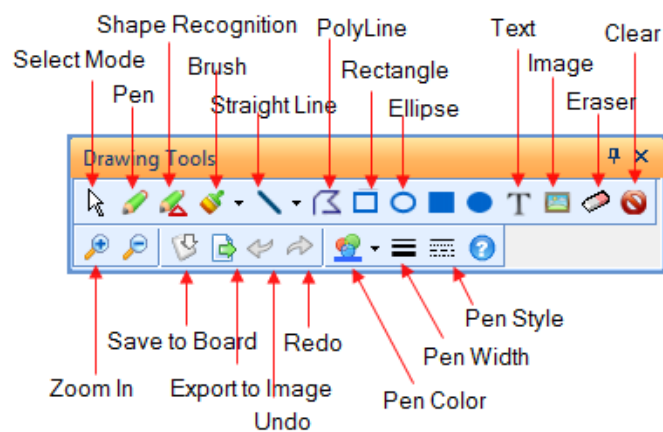 Shape Recognition
PolyLine
Text
Clear
Select Mode
Brush
Rectangle
Image
Pen
Straight Line
Ellipse
Eraser
Drawing Tools
T
?
Save to Board
Redo
Pen Style
Zoom In
Export to Image
Pen Width
Undo
Pen Color